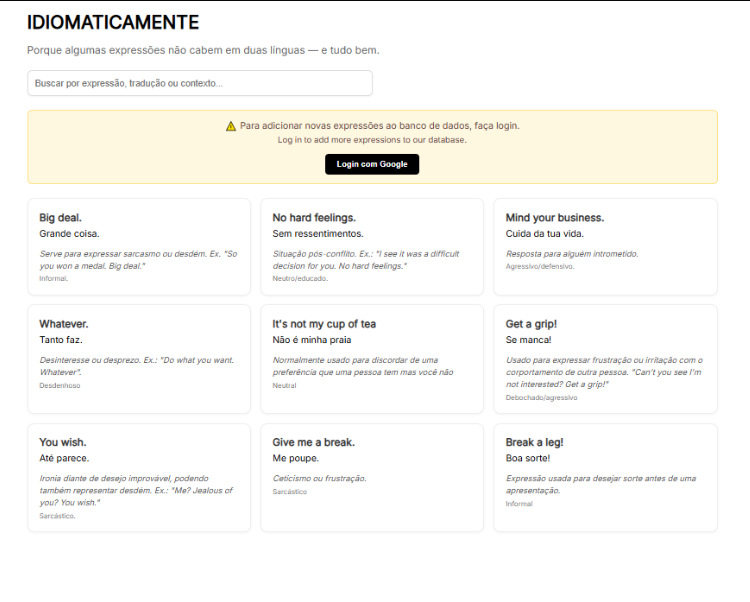 IDIOMATICAMENTE
Porque algumas expressões não cabem em duas línguas — e tudo bem.
Buscar por expressão, tradução ou contexto...
⚠️ Para adicionar novas expressões ao banco de dados, faça login.
Log in to add more expressions to our database.
Login com Google
Big deal.
Grande coisa.
Serve para expressar sarcasmo ou desdém. Ex. "So
you won a medal. Big deal."
Informal.
No hard feelings.
Sem ressentimentos.
Situação pós-conflito. Ex.: "I see it was a difficult
decision for you. No hard feelings."
Neutro/educado.
Mind your business.
Cuida da tua vida.
Resposta para alguém intrometido.
Agressivo/defensivo.
Whatever.
Tanto faz.
Desinteresse ou desprezo. Ex.: "Do what you want.
Whatever".
Desdenhoso
It's not my cup of tea
Não é minha praia
Normalmente usado para discordar de uma
preferência que uma pessoa tem mas você não
Neutral
Get a grip!
Se manca!
Usado para expressar frustração ou irritação com o
corportamento de outra pessoa. "Can't you see I'm
not interested? Get a grip!"
Debochado/agressivo
You wish.
Até parece.
Ironia diante de desejo improvável, podendo
também representar desdém. Ex.: "Me? Jealous of
you? You wish."
Sarcástico.
Give me a break.
Me poupe.
Ceticismo ou frustração.
Sarcástico
Break a leg!
Boa sorte!
Expressão usada para desejar sorte antes de uma
apresentação.
Informal